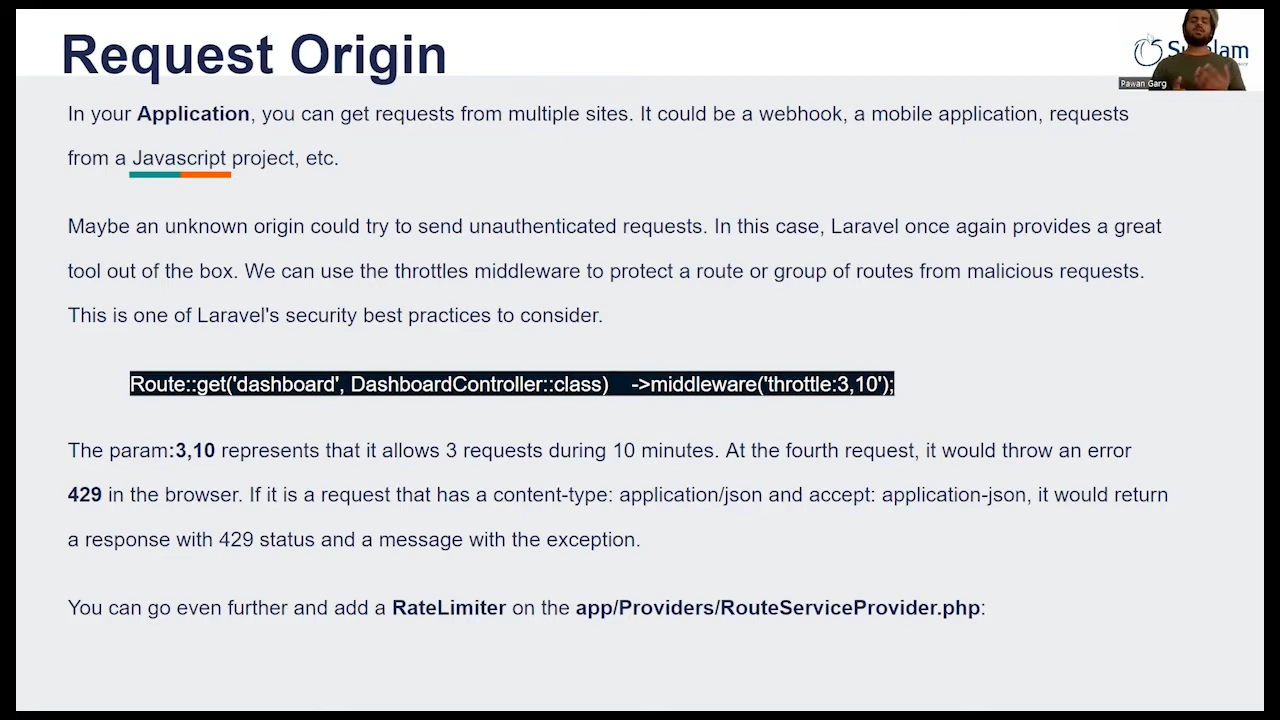 Request Origin
Pawan Garg
In your Application, you can get requests from multiple sites. It could be a webhook, a mobile application, requests
from a Javascript project, etc.
Maybe an unknown origin could try to send unauthenticated requests. In this case, Laravel once again provides a great
tool out of the box. We can use the throttles middleware to protect a route or group of routes from malicious requests.
This is one of Laravel's security best practices to consider.
Route::get('dashboard', DashboardController::class) ->middleware('throttle:3,10');
The param:3,10 represents that it allows 3 requests during 10 minutes. At the fourth request, it would throw an error
429 in the browser. If it is a request that has a content-type: application/json and accept: application-json, it would return
a response with 429 status and a message with the exception.
You can go even further and add a RateLimiter on the app/Providers/RouteServiceProvider.php: